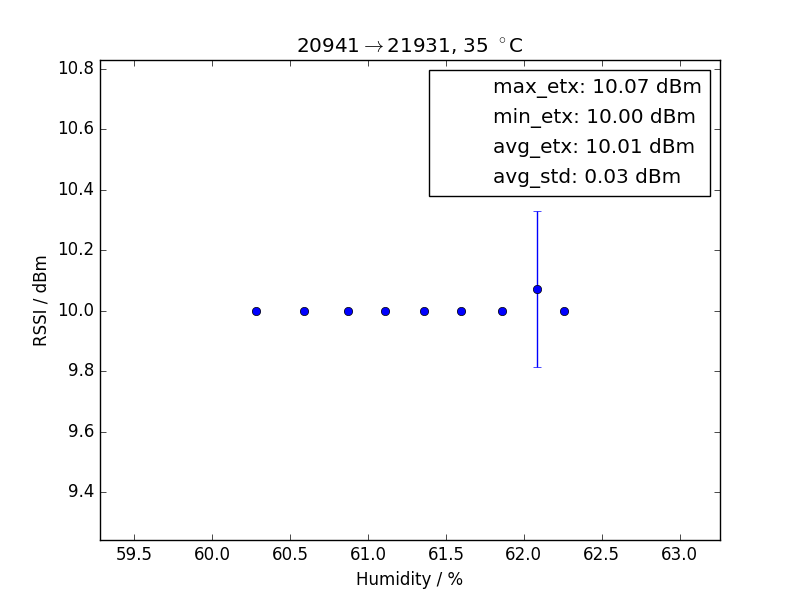 20941→21931, 35 °C
max_etx: 10.07 dBm
min_etx: 10.00 dBm
avg_etx: 10.01 dBm
avg_std: 0.03 dBm
RSSI / dBm
10.8
10.6
10.4
10.2
10.0
9.8
9.6
9.4
59.5 60.0 60.5 61.0 61.5 62.0 62.5 63.0
Humidity / %